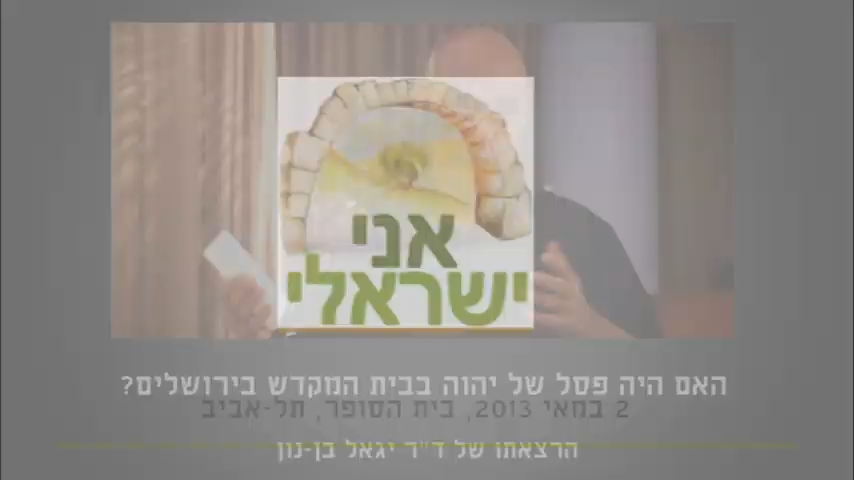 אני
ישראלי
האם היה פסל של יהוה בבית המקדש בירושלים?
2 במאי 2013, בית הסופר, תל-אביב
הרצאתו של ד"ר יגאל בן-נון